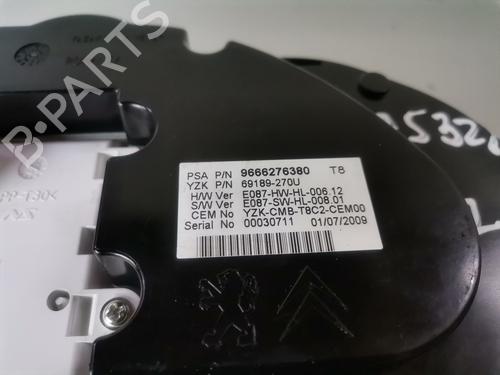 PSA P/N 9666276380 T8
YZK P/N 69189-270U
H/W Ver E087-HW-HL-006.12
S/W Ver E087-SW-HL-008.01
CEM No YZK-CMB-T8C2-CEM00
Serial No 00030711 01/07/2009
B-PARTS